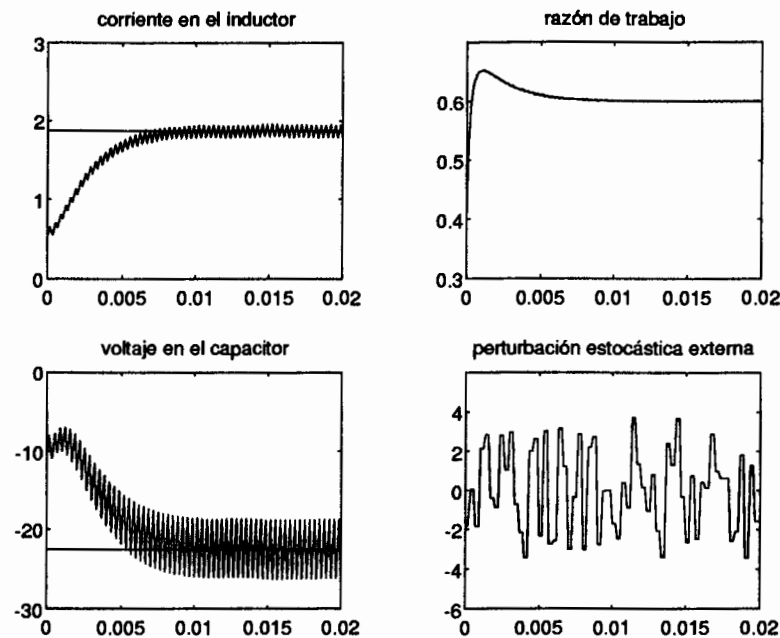 corriente en el inductor
3
2
1
0
0 0.005 0.01 0.015 0.02
razón de trabajo
0.6
0.5
0.4
0.3
0 0.005 0.01 0.015 0.02
voltaje en el capacitor
0
-10
-20
-30
0 0.005 0.01 0.015 0.02
perturbación estocástica externa
4
2
0
-2
-4
-6
0 0.005 0.01 0.015 0.02